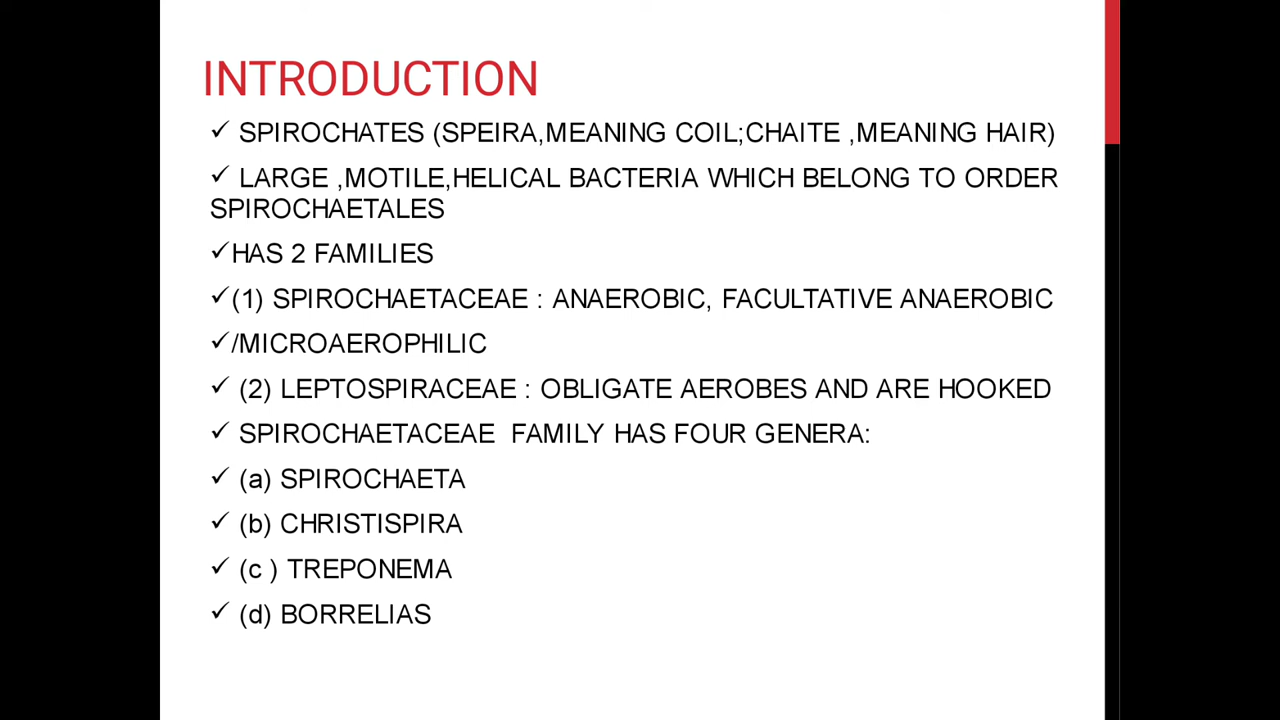 INTRODUCTION
✓ SPIROCHATES (SPEIRA,MEANING COIL;CHAITE ,MEANING HAIR)
✓ LARGE ,MOTILE,HELICAL BACTERIA WHICH BELONG TO ORDER
SPIROCHAETALES
✓HAS 2 FAMILIES
✓(1) SPIROCHAETACEAE : ANAEROBIC, FACULTATIVE ANAEROBIC
✓/MICROAEROPHILIC
✓ (2) LEPTOSPIRACEAE : OBLIGATE AEROBES AND ARE HOOKED
✓ SPIROCHAETACEAE  FAMILY HAS FOUR GENERA:
✓ (a) SPIROCHAETA
✓ (b) CHRISTISPIRA
✓ (c ) TREPONEMA
✓ (d) BORRELIAS